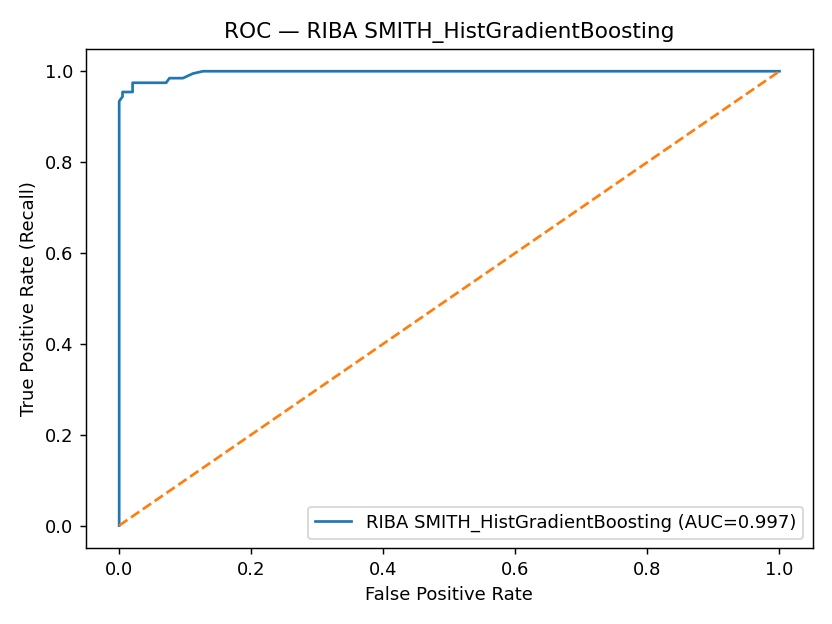 ROC — RIBA SMITH_HistGradientBoosting
True Positive Rate (Recall)
1.0
0.8
0.6
0.4
0.2
0.0
RIBA SMITH_HistGradientBoosting (AUC=0.997)
0.0 0.2 0.4 0.6 0.8 1.0
False Positive Rate